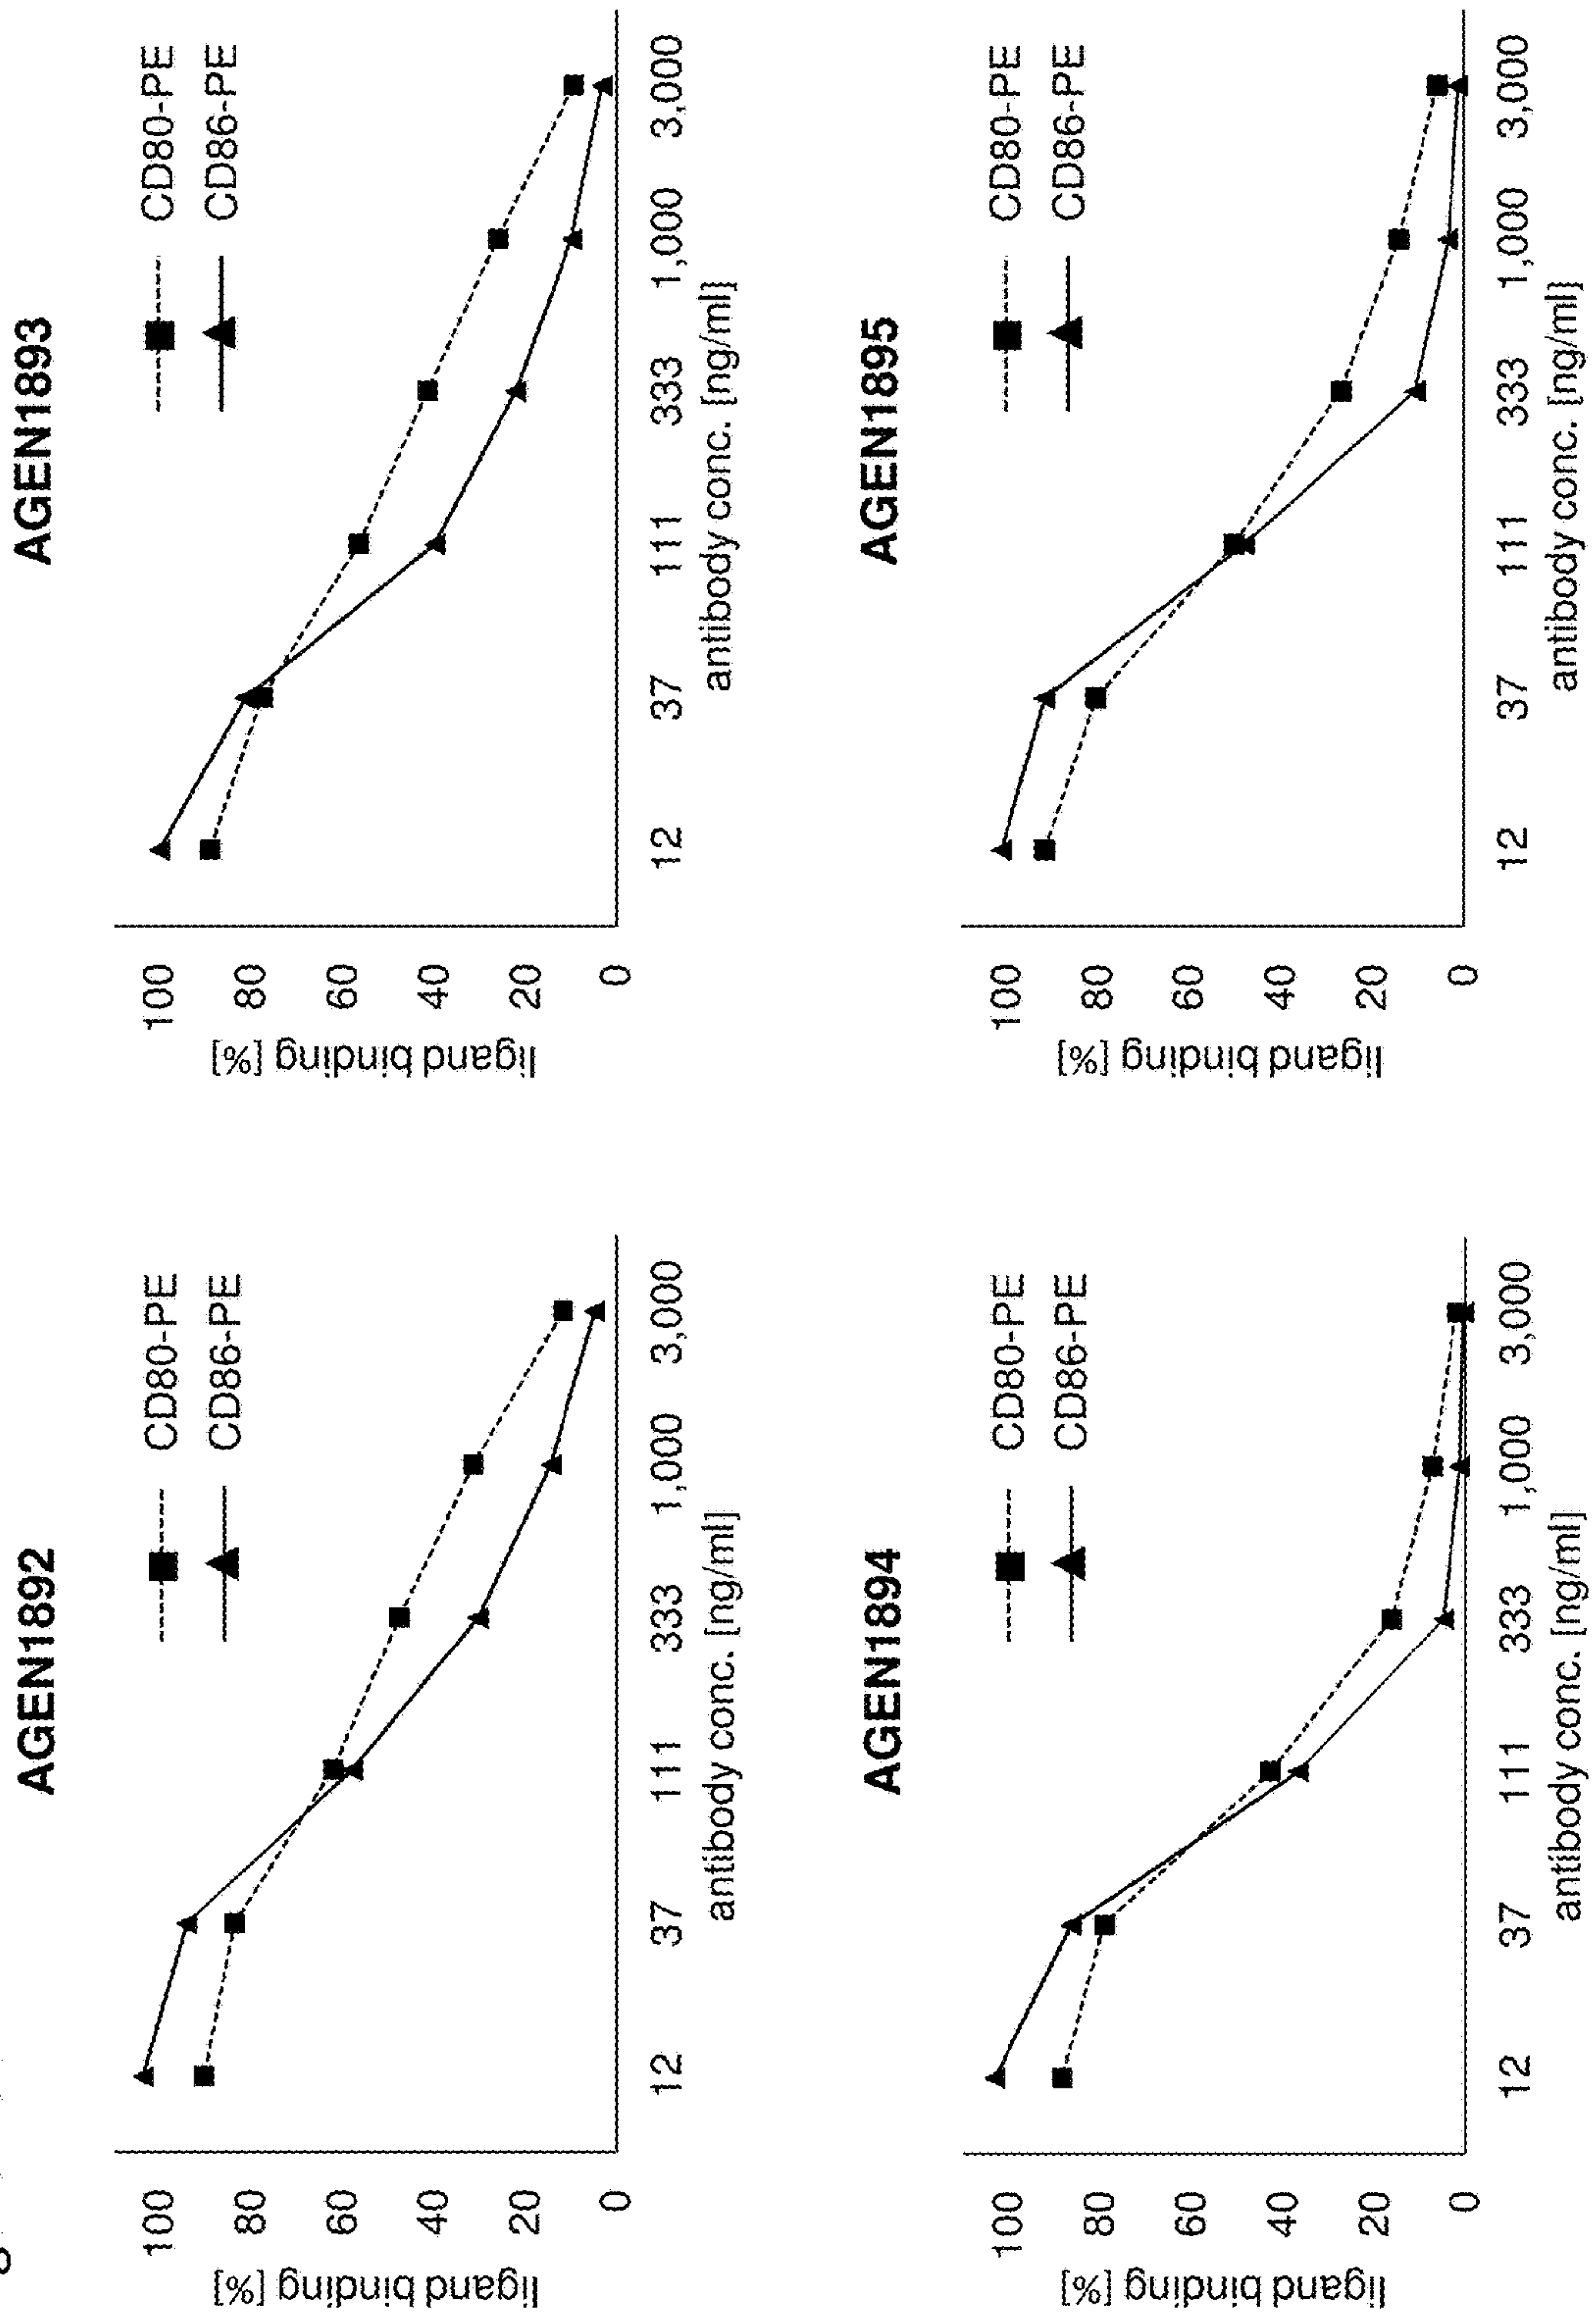 AGEN1892
CD80-PE
CD86-PE
ligand binding [%]
100
80
60
40
20
0
12 37 111 333 1,000 3,000
antibody conc. [ng/ml]
AGEN1893
CD80-PE
CD86-PE
ligand binding [%]
100
80
60
40
20
0
12 37 111 333 1,000 3,000
antibody conc. [ng/ml]
AGEN1894
CD80-PE
CD86-PE
ligand binding [%]
100
80
60
40
20
0
12 37 111 333 1,000 3,000
antibody conc. [ng/ml]
AGEN1895
CD80-PE
CD86-PE
ligand binding [%]
100
80
60
40
20
0
12 37 111 333 1,000 3,000
antibody conc. [ng/ml]